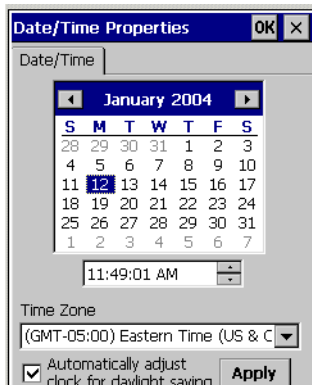 Date/Time Properties OK ×
Date/Time
January 2004
S M T W T F S
28 29 30 31 1 2 3
4 5 6 7 8 9 10
11 12 13 14 15 16 17
18 19 20 21 22 23 24
25 26 27 28 29 30 31
1 2 3 4 5 6 7
11:49:01 AM
Time Zone
(GMT-05:00) Eastern Time (US & C
Automatically adjust
clock for daylight saving Apply